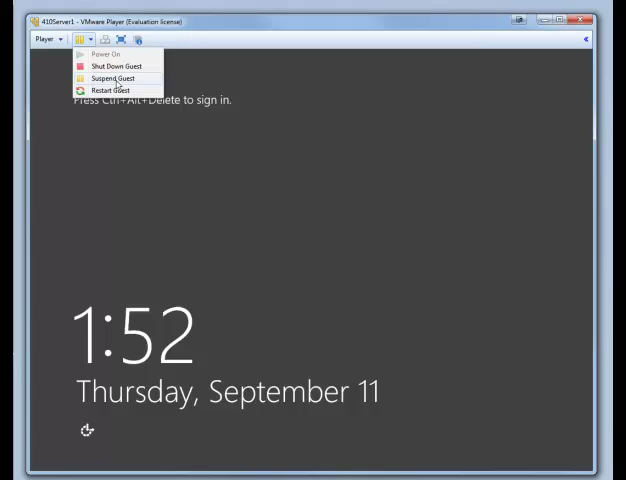 410Server1 - VMware Player (Evaluation license)
Player
Power On
Shut Down Guest
Suspend Guest
Restart Guest
Press Ctrl+Alt+Delete to sign in.
1:52
Thursday, September 11